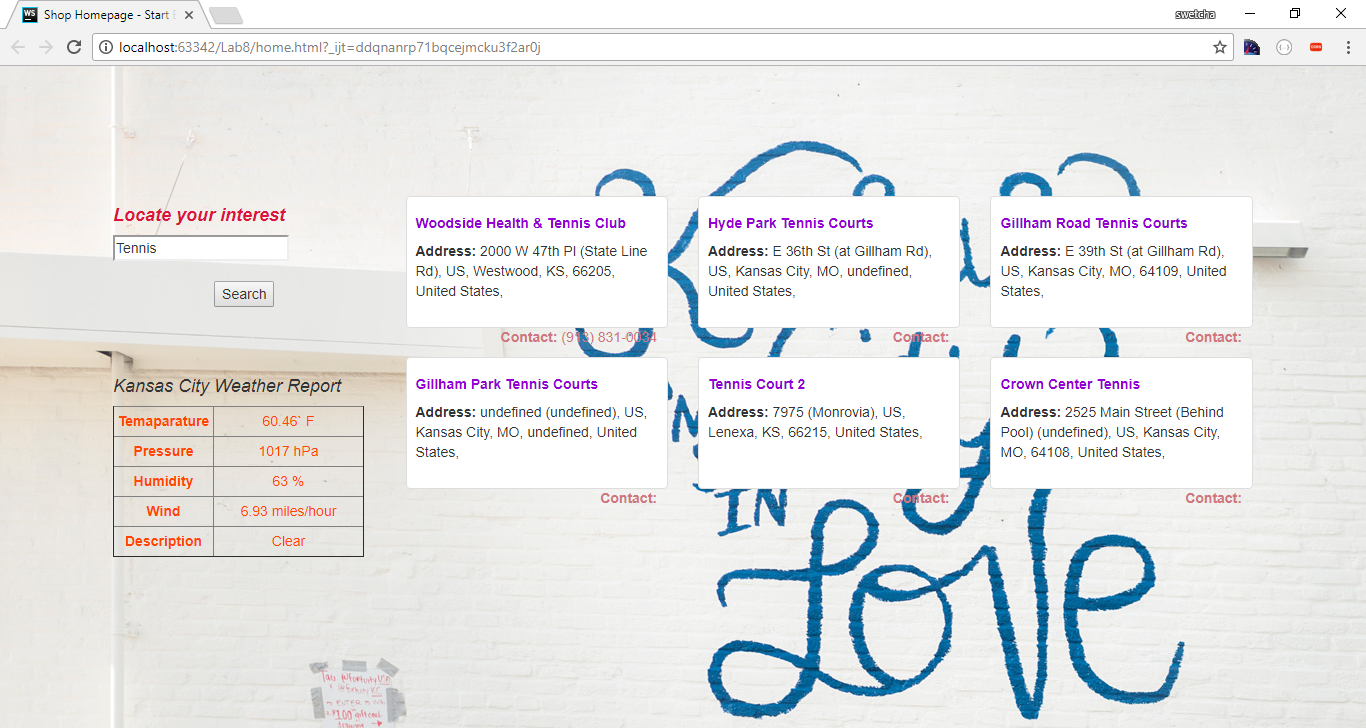 Shop Homepage - Start
swetcha
localhost:63342/Lab8/home.html?_ijt=ddqnanrp71bqcejmcku3f2ar0j
Locate your interest
Tennis
Search
Kansas City Weather Report
Temaparature 60.46` F
Pressure 1017 hPa
Humidity 63 %
Wind 6.93 miles/hour
Description Clear
Woodside Health & Tennis Club
Address: 2000 W 47th Pl (State Line
Rd), US, Westwood, KS, 66205,
United States,
Contact: (913) 831-0034
Hyde Park Tennis Courts
Address: E 36th St (at Gillham Rd),
US, Kansas City, MO, undefined,
United States,
Contact:
Gillham Road Tennis Courts
Address: E 39th St (at Gillham Rd),
US, Kansas City, MO, 64109, United
States,
Contact:
Gillham Park Tennis Courts
Address: undefined (undefined), US,
Kansas City, MO, undefined, United
States,
Contact:
Tennis Court 2
Address: 7975 (Monrovia), US,
Lenexa, KS, 66215, United States,
Contact:
Crown Center Tennis
Address: 2525 Main Street (Behind
Pool) (undefined), US, Kansas City,
MO, 64108, United States,
Contact:
IN
Love